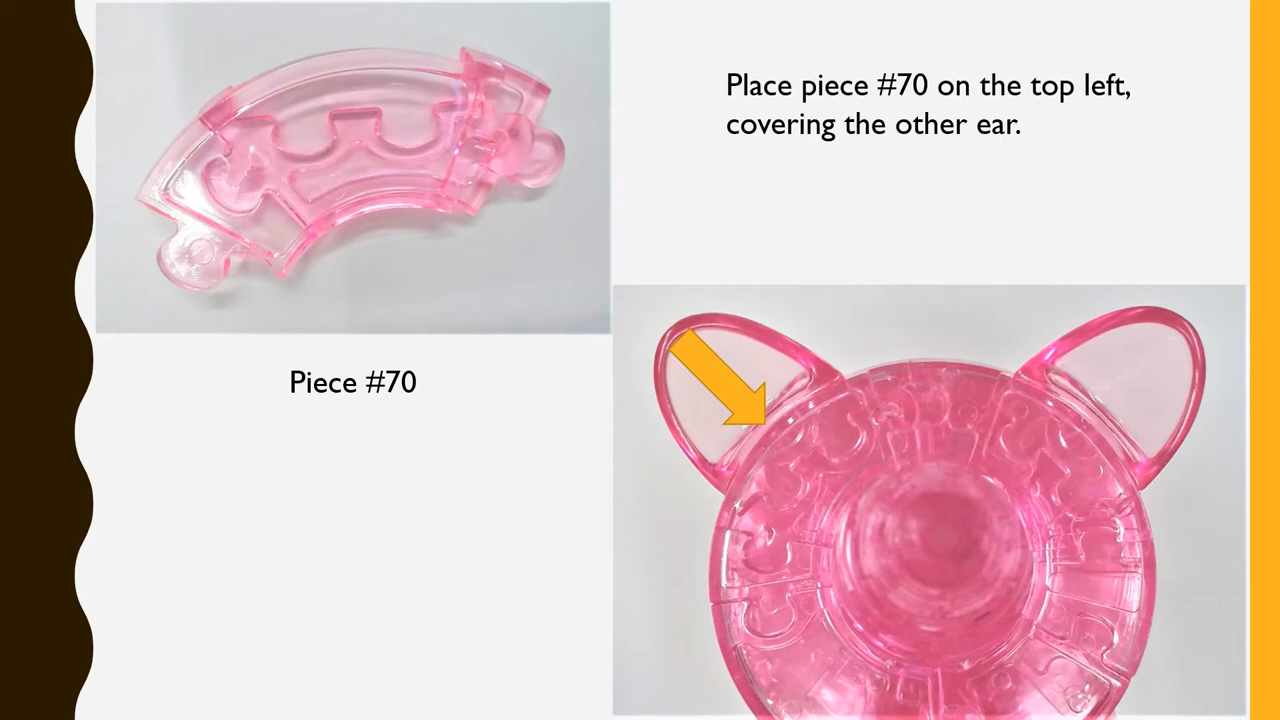 Place piece #70 on the top left,
covering the other ear.
Piece #70